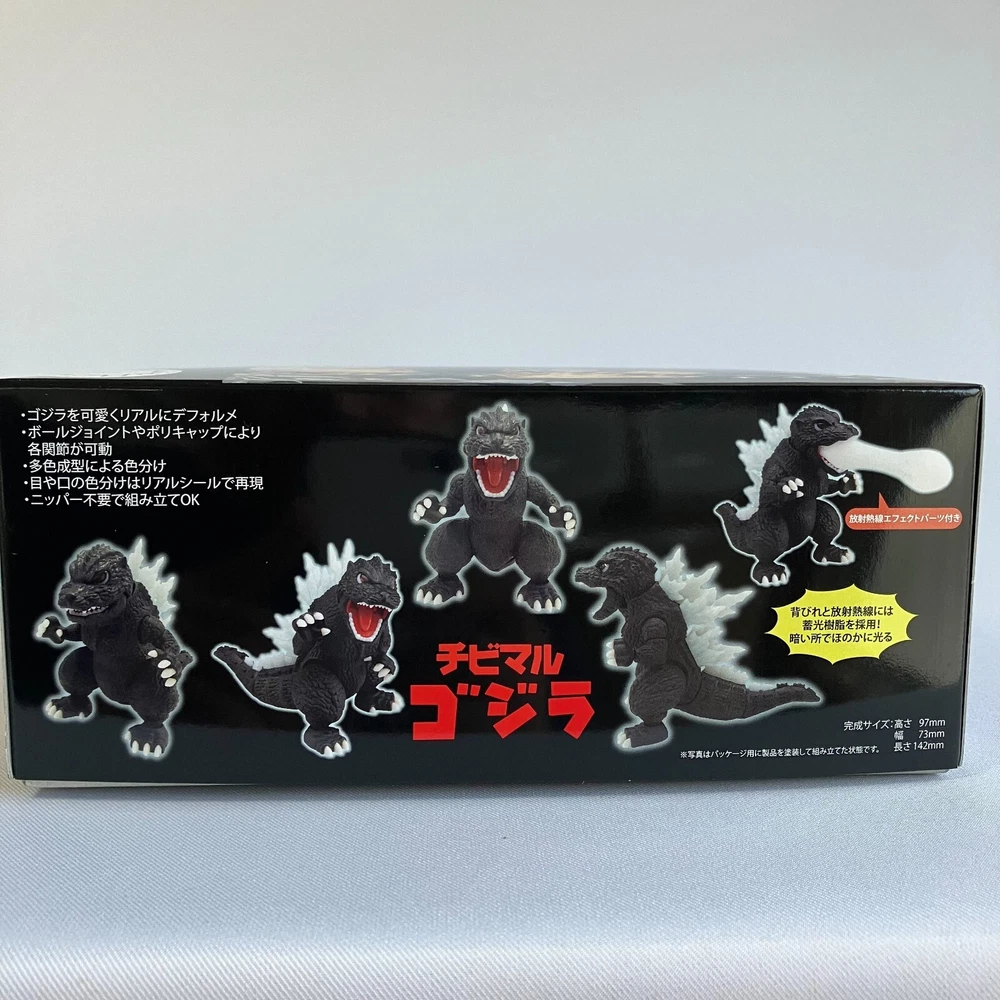 ・ゴジラを可愛くリアルにデフォルメ
・ボールジョイントやポリキャップにより
各関節が可動
・多色成型による色分け
・目や口の色分けはリアルシールで再現
・ニッパー不要で組み立てOK
放射熱線エフェクトパーツ付き
背びれと放射熱線には
蓄光樹脂を採用!
暗い所でほのかに光る
チビマル
ゴジラ
完成サイズ:高さ 97mm
幅 73mm
長さ142mm
※写真はパッケージ用に製品を塗装して組み立てた状態です。